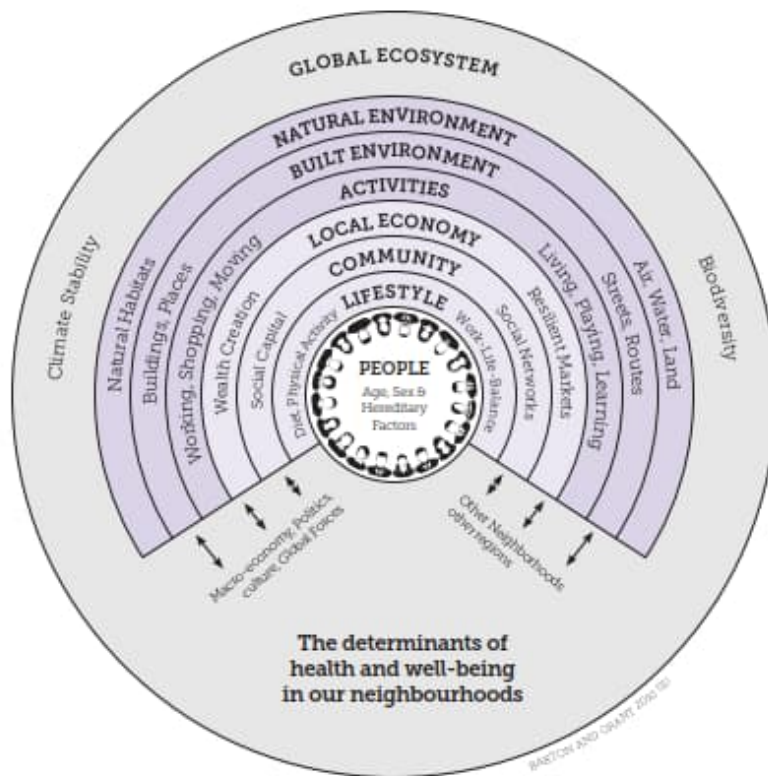 GLOBAL ECOSYSTEM
NATURAL ENVIRONMENT
BUILT ENVIRONMENT
ACTIVITIES
LOCAL ECONOMY
COMMUNITY
LIFESTYLE
PEOPLE
Age, Sex &
Hereditary
Factors
Climate Stability
Natural Habitats
Buildings, Places
Working, Shopping, Moving
Wealth Creation
Social Capital
Diet, Physical Activity
Work-Life-Balance
Social Networks
Resilient Markets
Living, Playing, Learning
Streets, Routes
Air, Water, Land
Biodiversity
Macro-economy, Politics,
culture, Global Forces
Other Neighborhoods
other regions
The determinants of
health and well-being
in our neighbourhoods
BARTON AND GRANT 2010